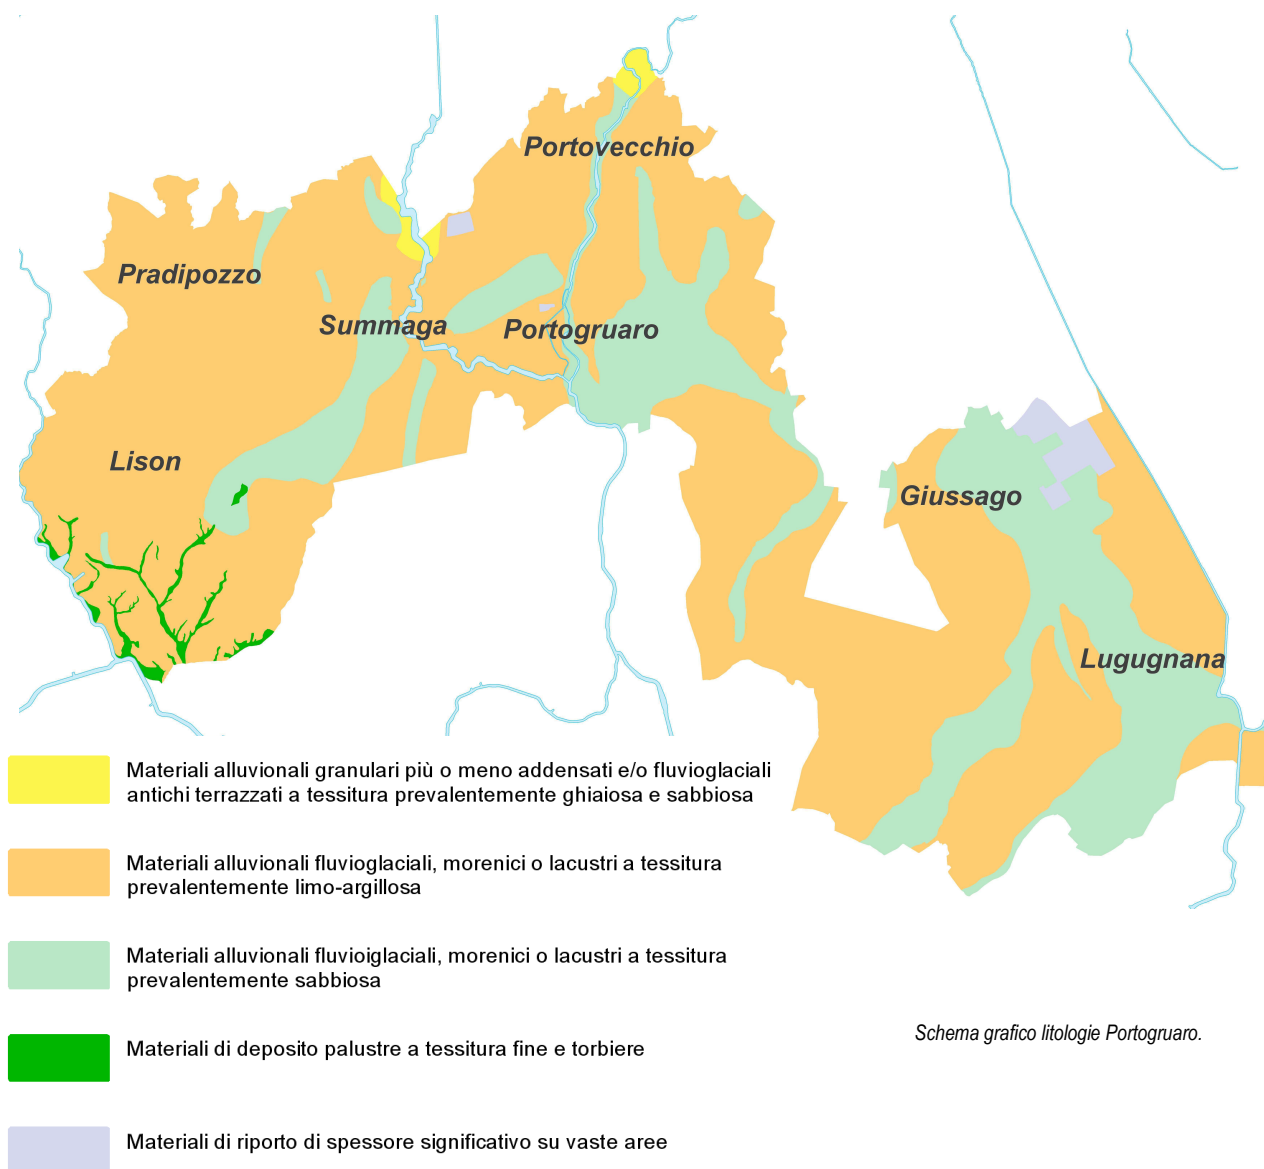 Portovecchio
Pradipozzo
Summaga
Portogruaro
Lison
Giussago
Lugugnana
Materiali alluvionali granulari più o meno addensati e/o fluvioglaciali
antichi terrazzati a tessitura prevalentemente ghiaiosa e sabbiosa
Materiali alluvionali fluvioglaciali, morenici o lacustri a tessitura
prevalentemente limo-argillosa
Materiali alluvionali fluvioiglaciali, morenici o lacustri a tessitura
prevalentemente sabbiosa
Schema grafico litologie Portogruaro.
Materiali di deposito palustre a tessitura fine e torbiere
Materiali di riporto di spessore significativo su vaste aree